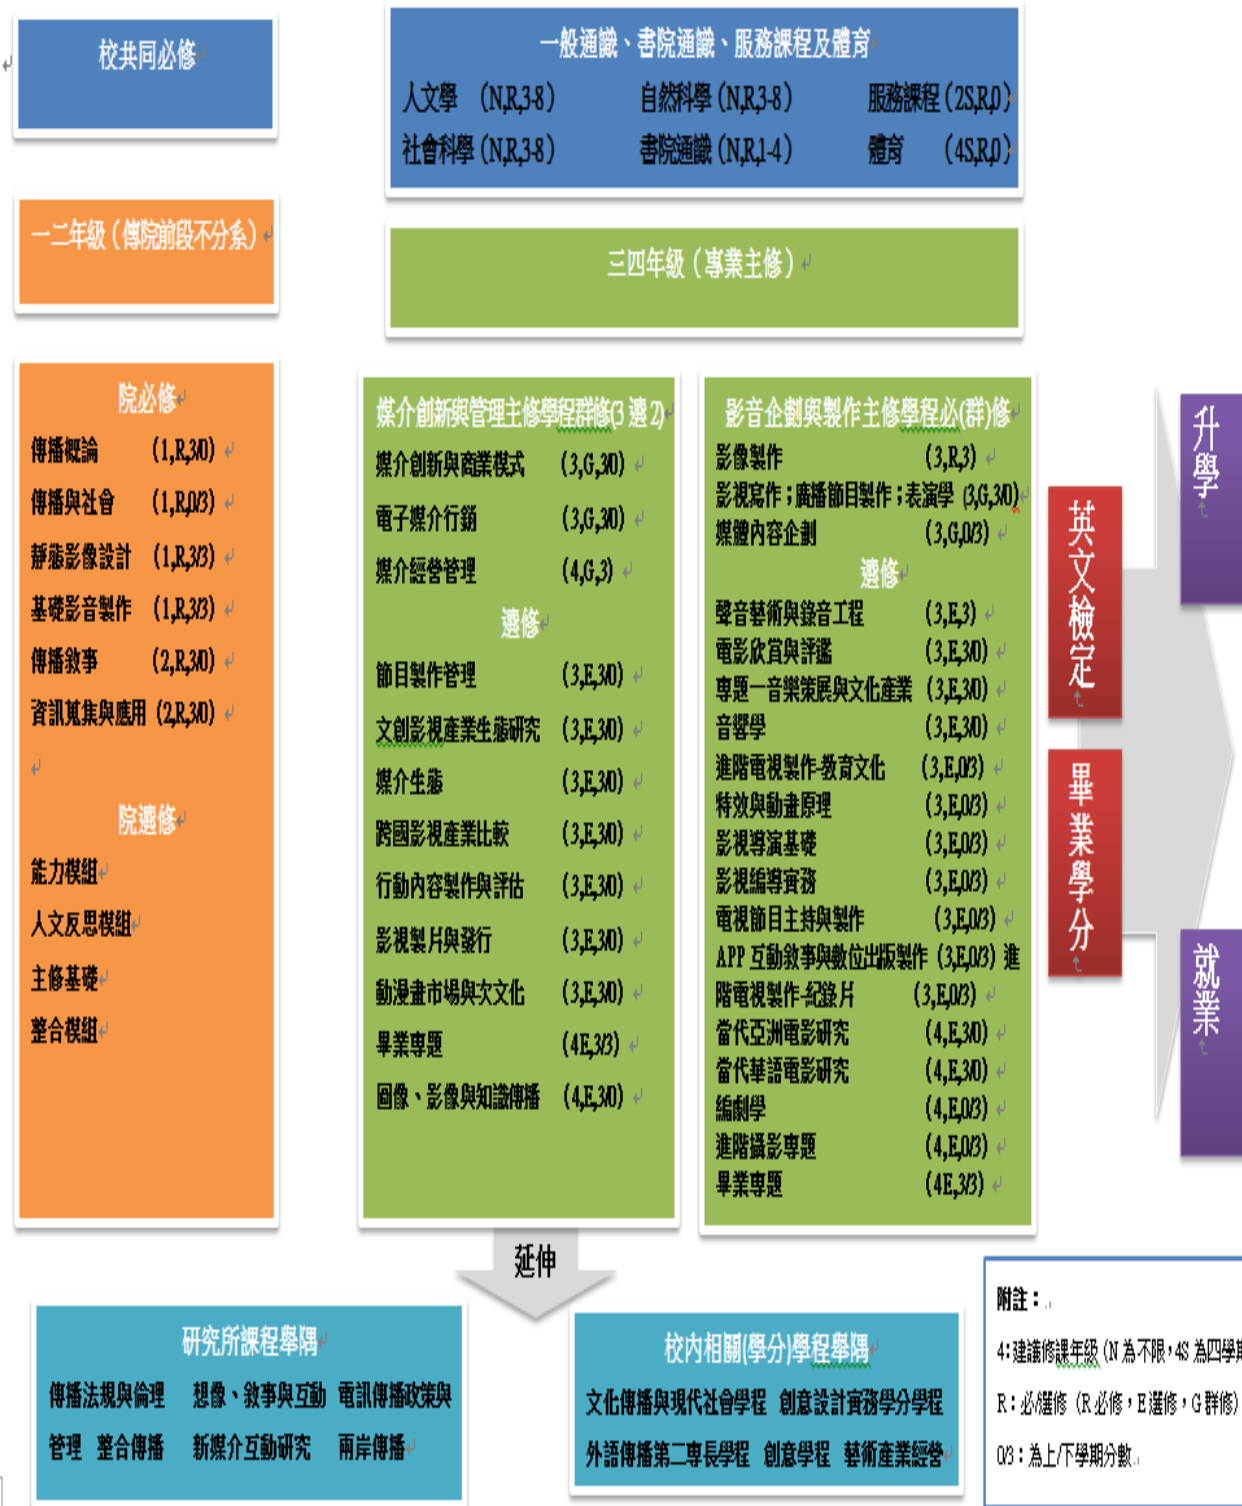 校共同必修
一般通識、書院通識、服務課程及體育
人文學 (N,R,3-8) 自然科學 (N,R,3-8) 服務課程 (2S,R,0)
社會科學 (N,R,3-8) 書院通識 (N,R,1-4) 體育 (4S,R,0)
一二年級 (傳院前段不分系)
三四年級 (專業主修)
院必修
傳播概論 (1,R,3/0)
傳播與社會 (1,R,0/3)
靜態影像設計 (1,R,3/3)
基礎影音製作 (1,R,3/3)
傳播敘事 (2,R,3/0)
資訊蒐集與應用 (2,R,3/0)
院選修
能力模組
人文反思模組
主修基礎
整合模組
媒介創新與管理主修學程群修(3 選 2)
媒介創新與商業模式 (3,G,3/0)
電子媒介行銷 (3,G,3/0)
媒介經營管理 (4,G,3)
選修
節目製作管理 (3,E,3/0)
文創影視產業生態研究 (3,E,3/0)
媒介生態 (3,E,3/0)
跨國影視產業比較 (3,E,3/0)
行動內容製作與評估 (3,E,3/0)
影視製片與發行 (3,E,3/0)
動漫畫市場與次文化 (3,E,3/0)
畢業專題 (4E,3/3)
圖像、影像與知識傳播 (4,E,3/0)
影音企劃與製作主修學程必(群)修
影像製作 (3,R,3)
影視寫作；廣播節目製作；表演學 (3,G,3/0)
媒體內容企劃 (3,G,0/3)
選修
聲音藝術與錄音工程 (3,E,3)
電影欣賞與評鑑 (3,E,3/0)
專題—音樂策展與文化產業 (3,E,3/0)
音響學 (3,E,3/0)
進階電視製作-教育文化 (3,E,0/3)
特效與動畫原理 (3,E,0/3)
影視導演基礎 (3,E,0/3)
影視編導實務 (3,E,0/3)
電視節目主持與製作 (3,E,0/3)
APP 互動敘事與數位出版製作 (3,E,0/3) 進
階電視製作-紀錄片 (3,E,0/3)
當代亞洲電影研究 (4,E,3/0)
當代華語電影研究 (4,E,3/0)
編劇學 (4,E,0/3)
進階攝影專題 (4,E,0/3)
畢業專題 (4E,3/3)
英文檢定
畢業學分
升學
就業
延伸
研究所課程舉隅
傳播法規與倫理 想像、敘事與互動 電訊傳播政策與
管理 整合傳播 新媒介互動研究 兩岸傳播
校內相關(學分)學程舉隅
文化傳播與現代社會學程 創意設計實務學分學程
外語傳播第二專長學程 創意學程 藝術產業經營
附註：
4:建議修課年級 (N 為不限，4S 為四學期
R：必/選修 (R 必修，E 選修，G 群修)
0/3：為上/下學期分數